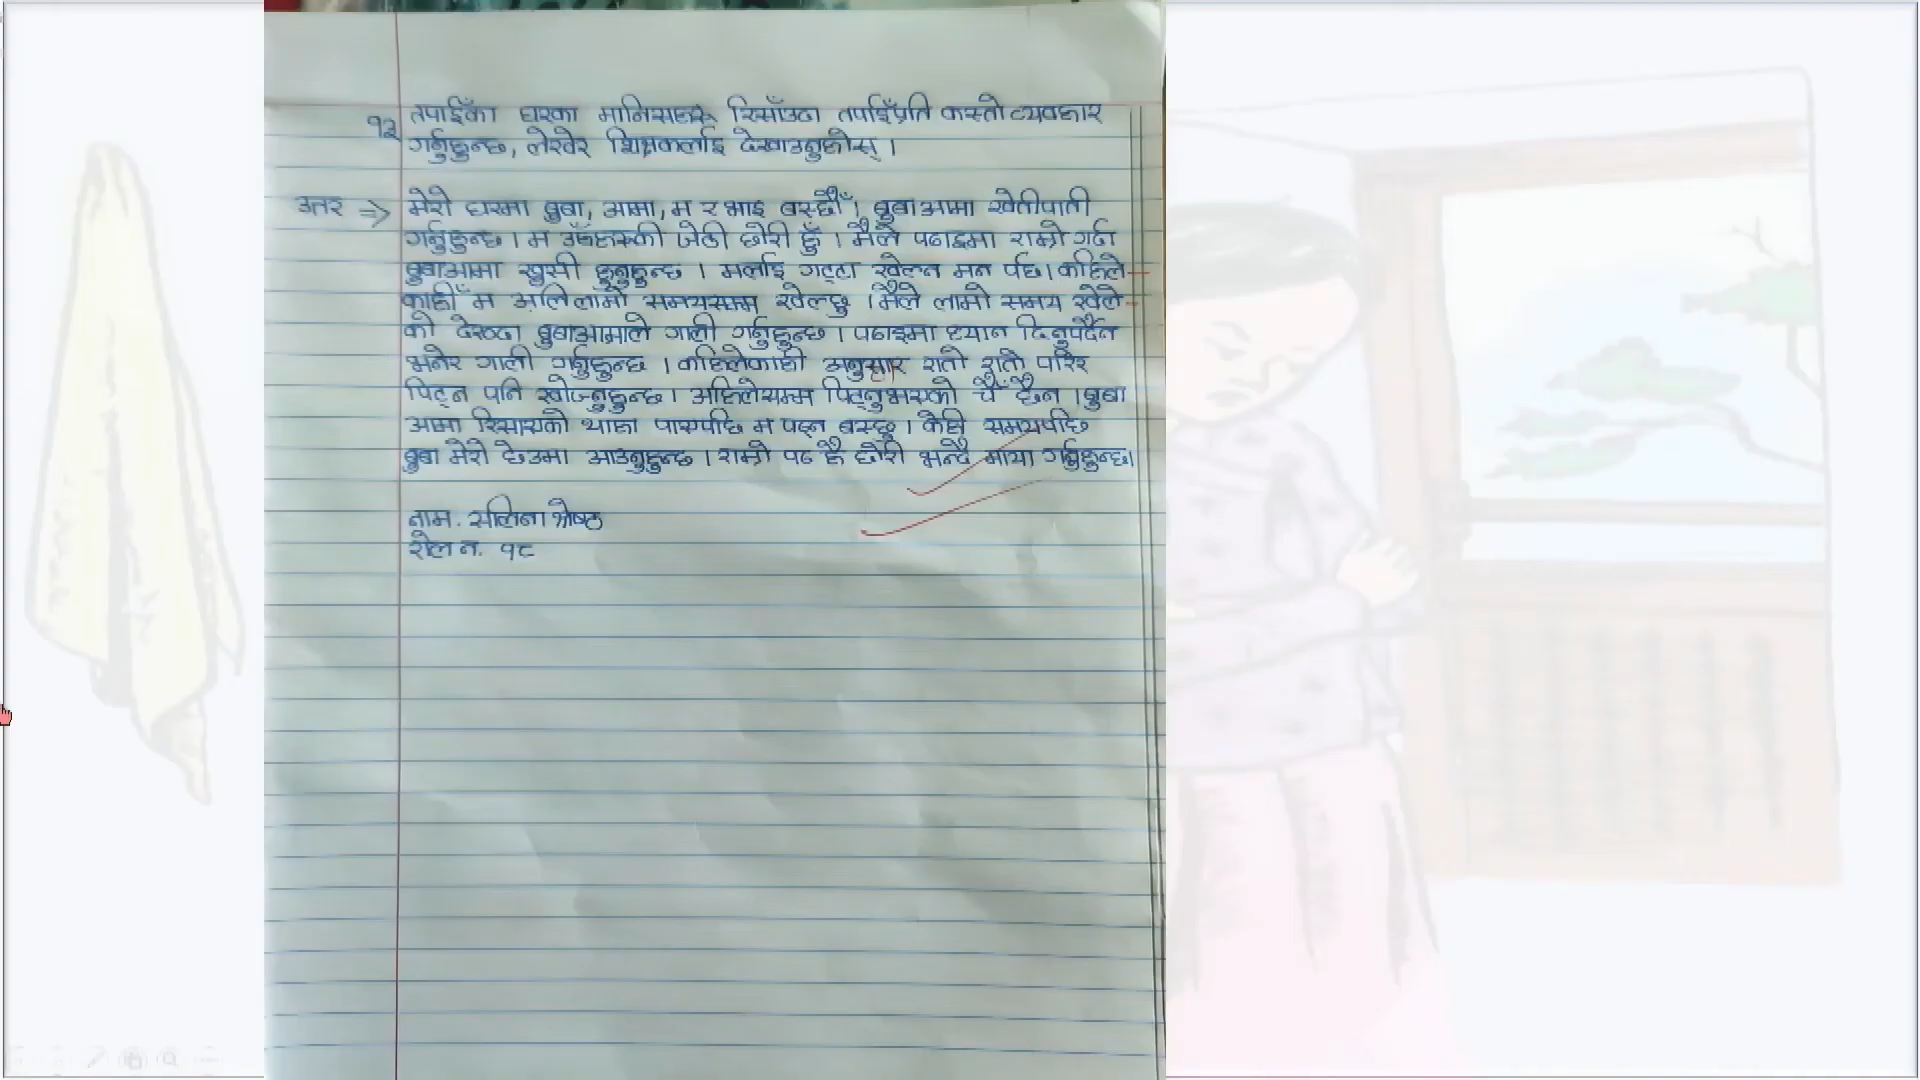 १३ तपाईँका घरका मानिसहरू रिसाँउदा तपाईँप्रति कस्तो व्यवहार
गर्नुहुन्छ, लेखेर शिक्षकलाई देखाउनुहोस् ।
उत्तर ⇒ मेरो घरमा बुबा, आमा, म र भाइ बस्छौँ । बुबाआमा खेतीपाती
गर्नुहुन्छ । म उँहाहरुकी जेठी छोरी हुँ । मैले पढाइमा राम्रो गर्दा
बुबाआमा खुसी हुनुहुन्छ । मलाई गट्टा खेल्न मन पर्छ। कहिले
काहीँ म अलि लामो समयसम्म खेल्छु । मैले लामो समय खेले-
को देख्दा बुबाआमाले गाली गर्नुहुन्छ । पढाइमा ध्यान दिनुपर्दैन
भनेर गाली गर्नुहुन्छ । कहिलेकाही अनुहार रातो रातो पारेर
पिट्न पनि खोज्नुहुन्छ। अहिलेसम्म पिट्नुभएको चैँ छैन । बुबा
आमा रिसाएको थाहा पाएपछि म पढ्न बस्छु । केही समयपछि
बुबा मेरो छेउमा आउनुहुन्छ । राम्रो पढ है छोरी भन्दै माया गर्नुहुन्छ।
नाम. सलिना श्रेष्ठ
रोल न. १८